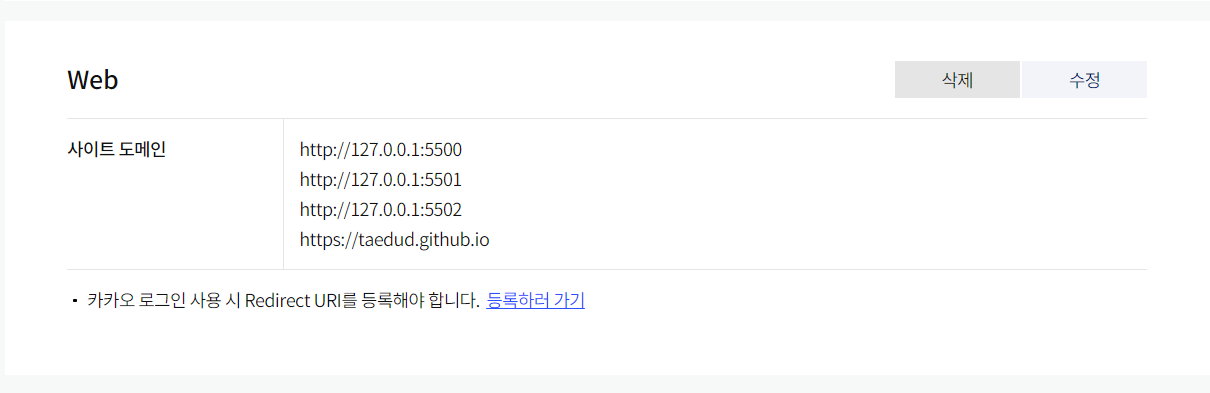 Web
삭제
수정
사이트 도메인
http://127.0.0.1:5500
http://127.0.0.1:5501
http://127.0.0.1:5502
https://taedud.github.io
• 카카오 로그인 사용 시 Redirect URI를 등록해야 합니다. 등록하러 가기